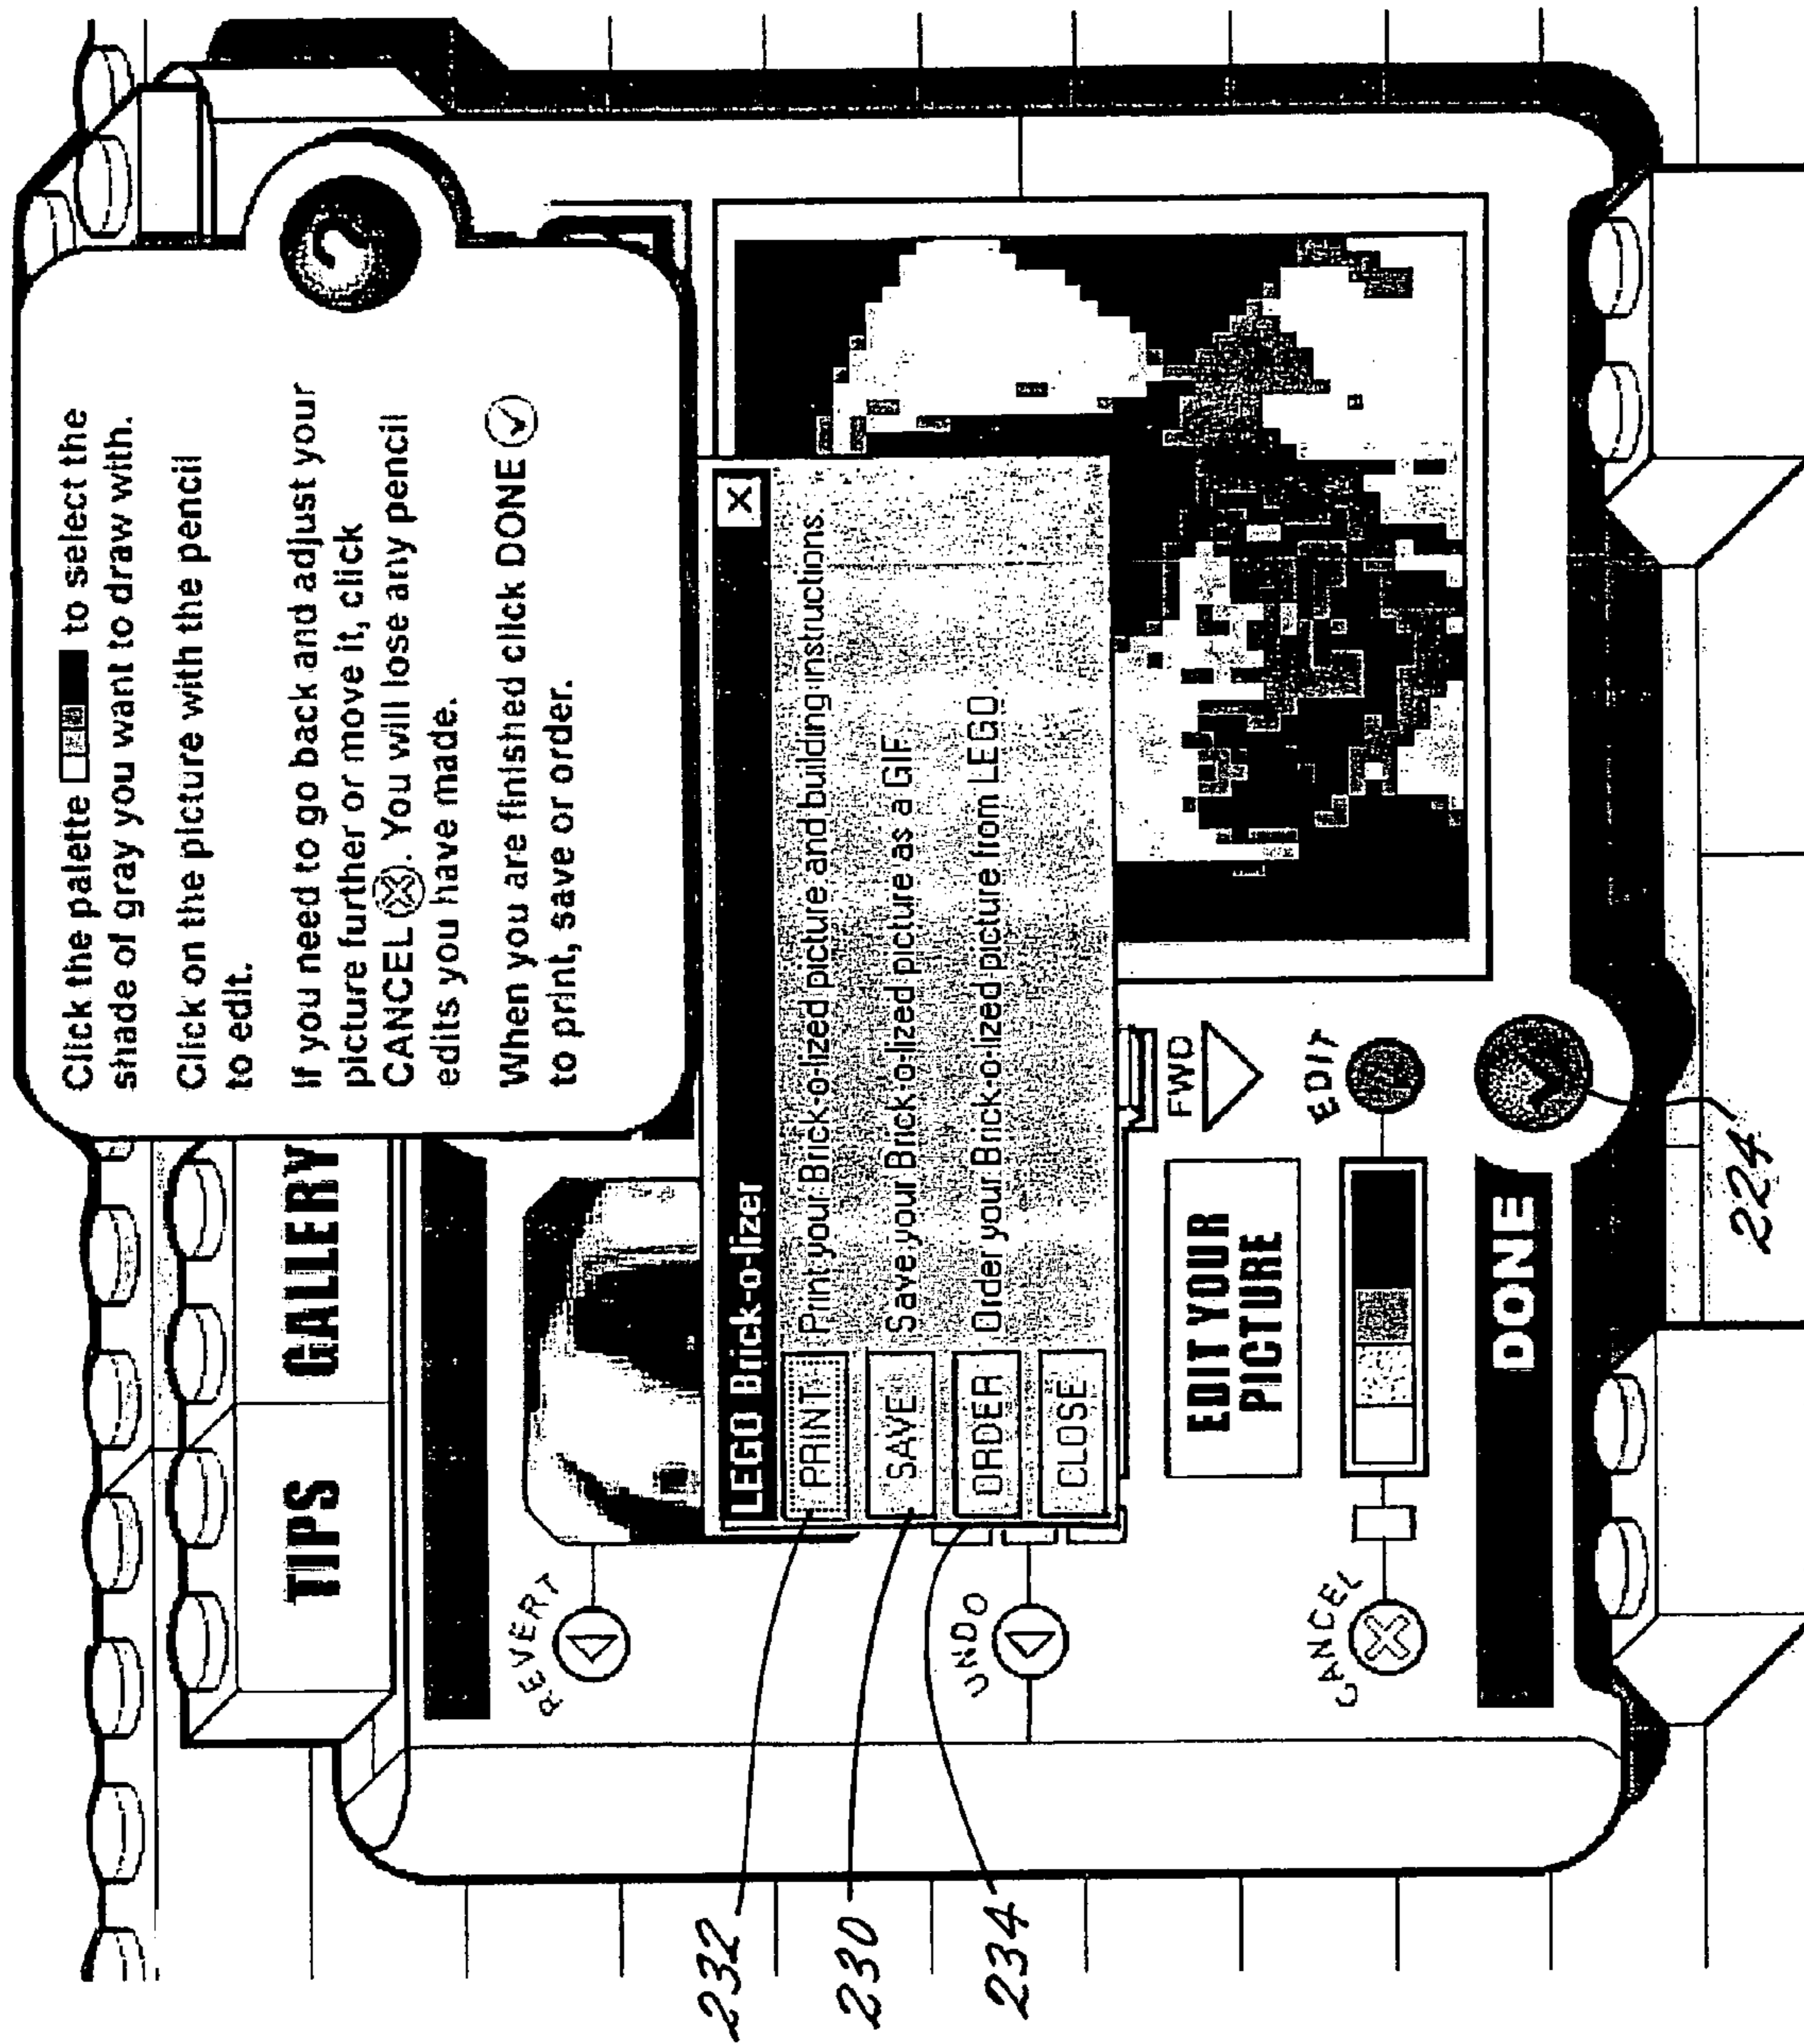 TIPS
GALLERY
Click the palette to select the
shade of gray you want to draw with.
Click on the picture with the pencil
to edit.
If you need to go back and adjust your
picture further or move it, click
CANCEL. You will lose any pencil
edits you have made.
When you are finished click DONE
to print, save or order.
?
REVERT
LEGO Brick-o-lizer X
PRINT Print your Brick-o-lized picture and building instructions.
SAVE Save your Brick-o-lized picture as a GIF.
ORDER Order your Brick-o-lized picture from LEGO.
CLOSE
UNDO
FWD
EDIT YOUR
PICTURE
EDIT
CANCEL
DONE
232
230
234
224